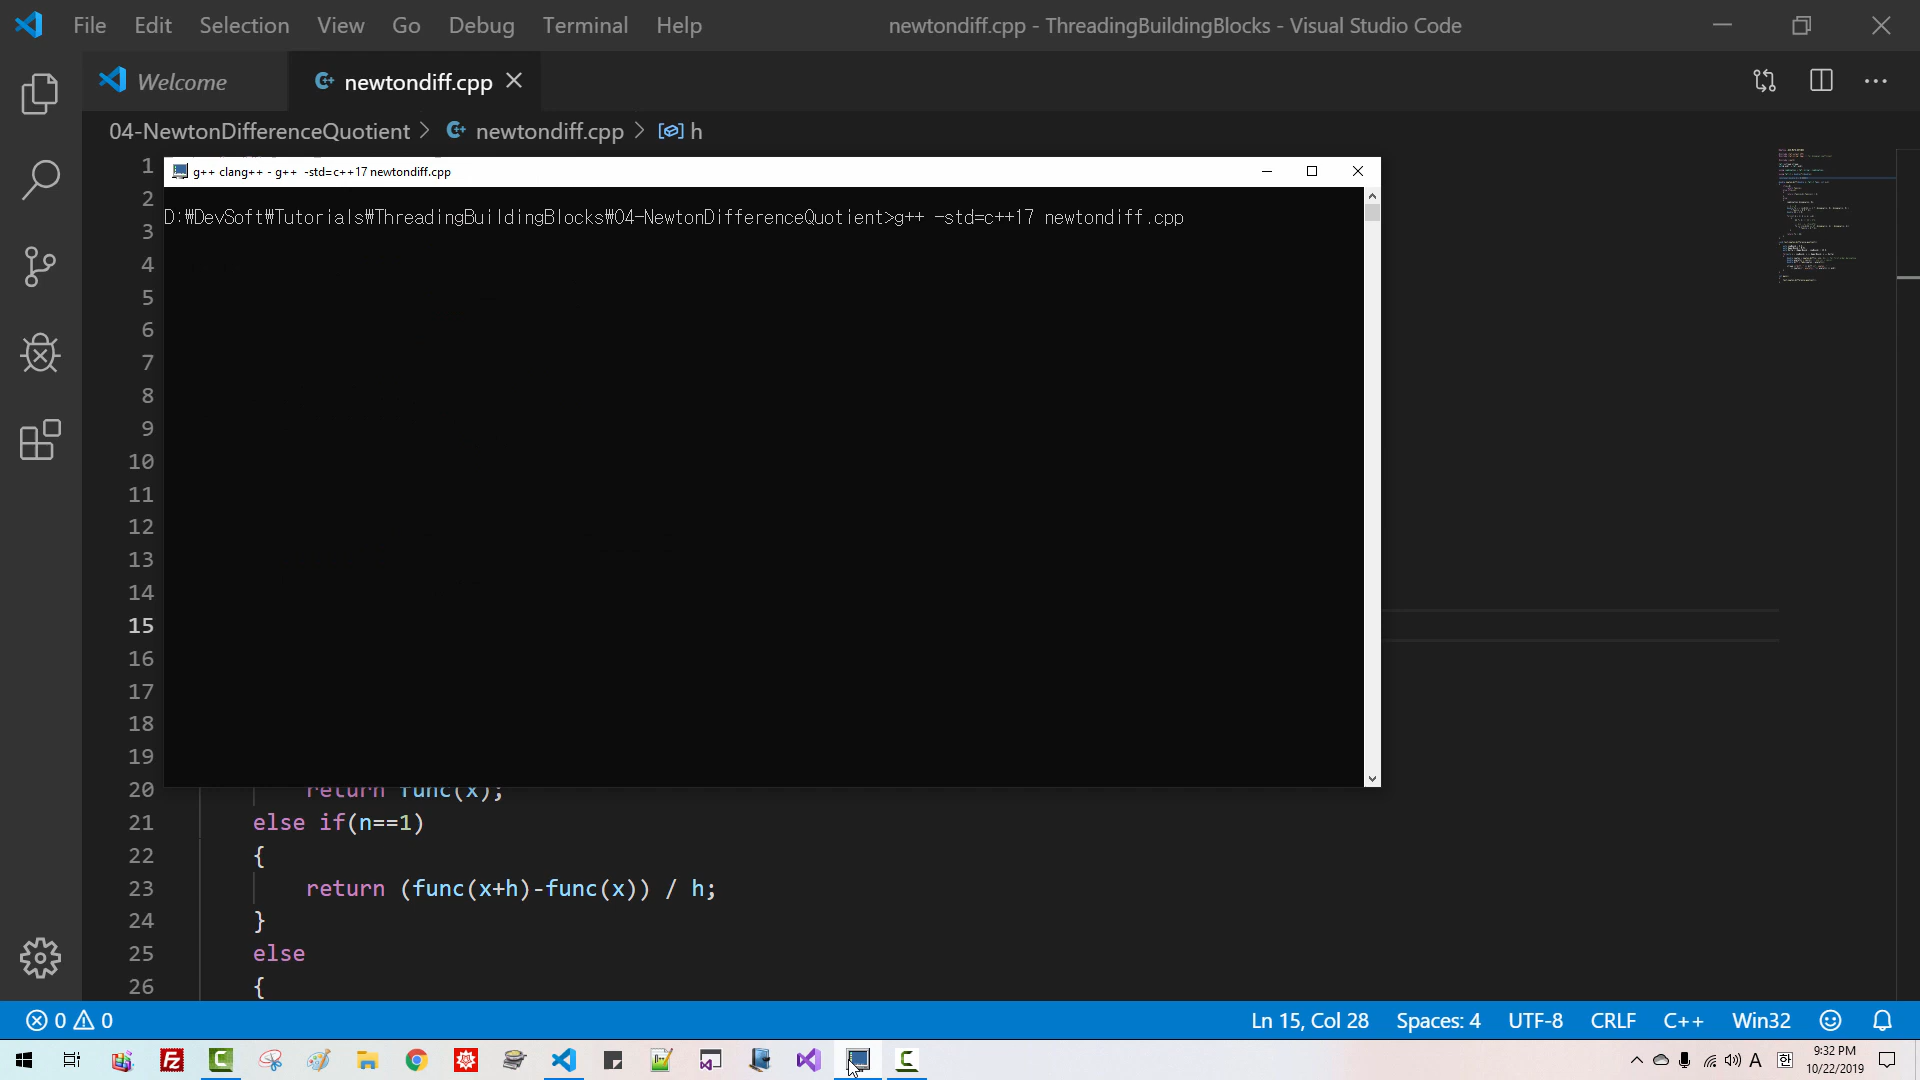 File Edit Selection View Go Debug Terminal Help
newtondiff.cpp - ThreadingBuildingBlocks - Visual Studio Code
Welcome
newtondiff.cpp
04-NewtonDifferenceQuotient > newtondiff.cpp > h
g++ clang++ - g++ -std=c++17 newtondiff.cpp
D:₩DevSoft₩Tutorials₩ThreadingBuildingBlocks₩04-NewtonDifferenceQuotient>g++ -std=c++17 newtondiff.cpp
1
2
3
4
5
6
7
8
9
10
11
12
13
14
15
16
17
18
19
20 return func(x);
21 else if(n==1)
22 {
23 return (func(x+h)-func(x)) / h;
24 }
25 else
26 {
0 0
Ln 15, Col 28 Spaces: 4 UTF-8 CRLF C++ Win32
A 한
9:32 PM
10/22/2019